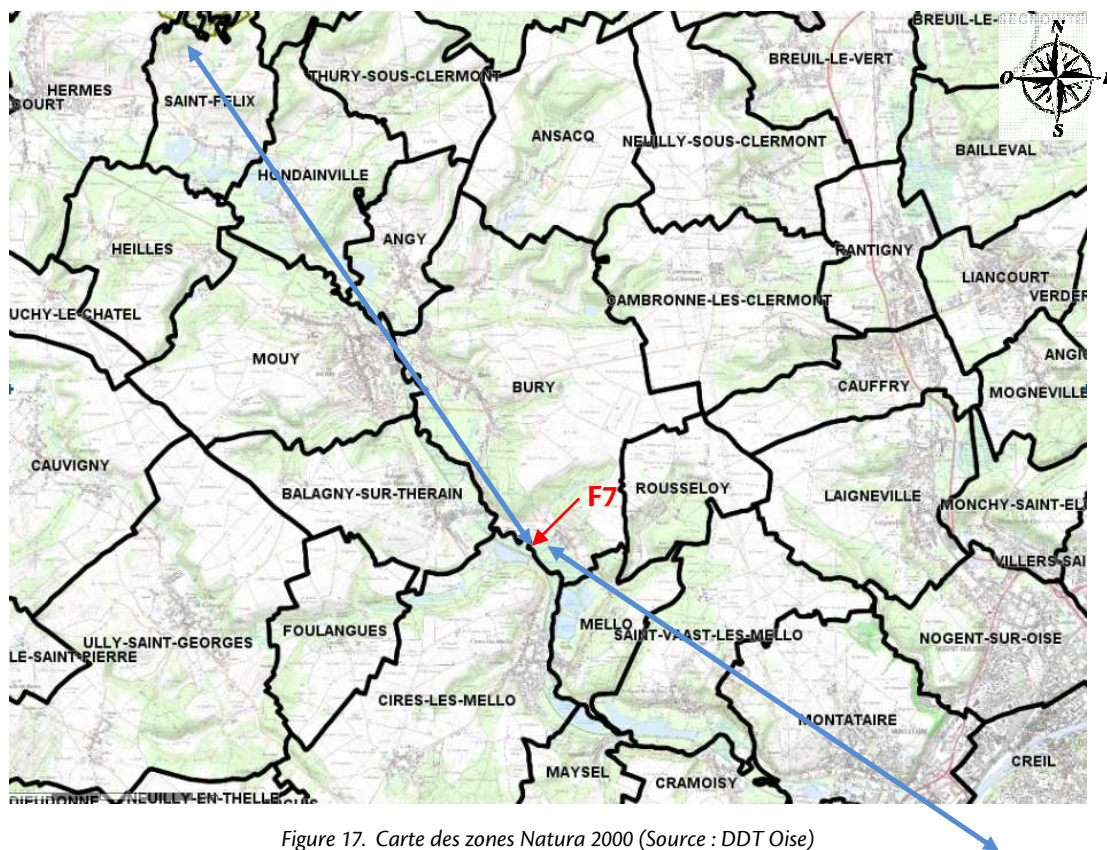 BREUIL-LE-
N
O
S
BREUIL-LE-VERT
THURY-SOUS-CLERMONT
HERMES
COURT
SAINT-FELIX
ANSACQ
NEUILLY-SOUS-CLERMONT
BAILLEVAL
HONDAINVILLE
ANGY
HEILLES
RANTIGNY
LIANCOURT
VERDER
CAMBRONNE-LES-CLERMONT
UCHY-LE-CHATEL
MOUY
BURY
CAUFFRY
ANGIC
MOGNEVILLE
CAUVIGNY
BALAGNY-SUR-THERAIN
F7
ROUSSELOY
LAIGNEVILLE
MONCHY-SAINT-EL
VILLERS-SAI
ULLY-SAINT-GEORGES
FOULANGUES
MELLO
SAINT-VAAST-LES-MELLO
NOGENT-SUR-OISE
LE-SAINT-PIERRE
CIRES-LES-MELLO
MONTATAIRE
CREIL
MAYSEL
CRAMOISY
DIEUDONNE
NEUILLY-EN-THELLE
Figure 17. Carte des zones Natura 2000 (Source : DDT Oise)